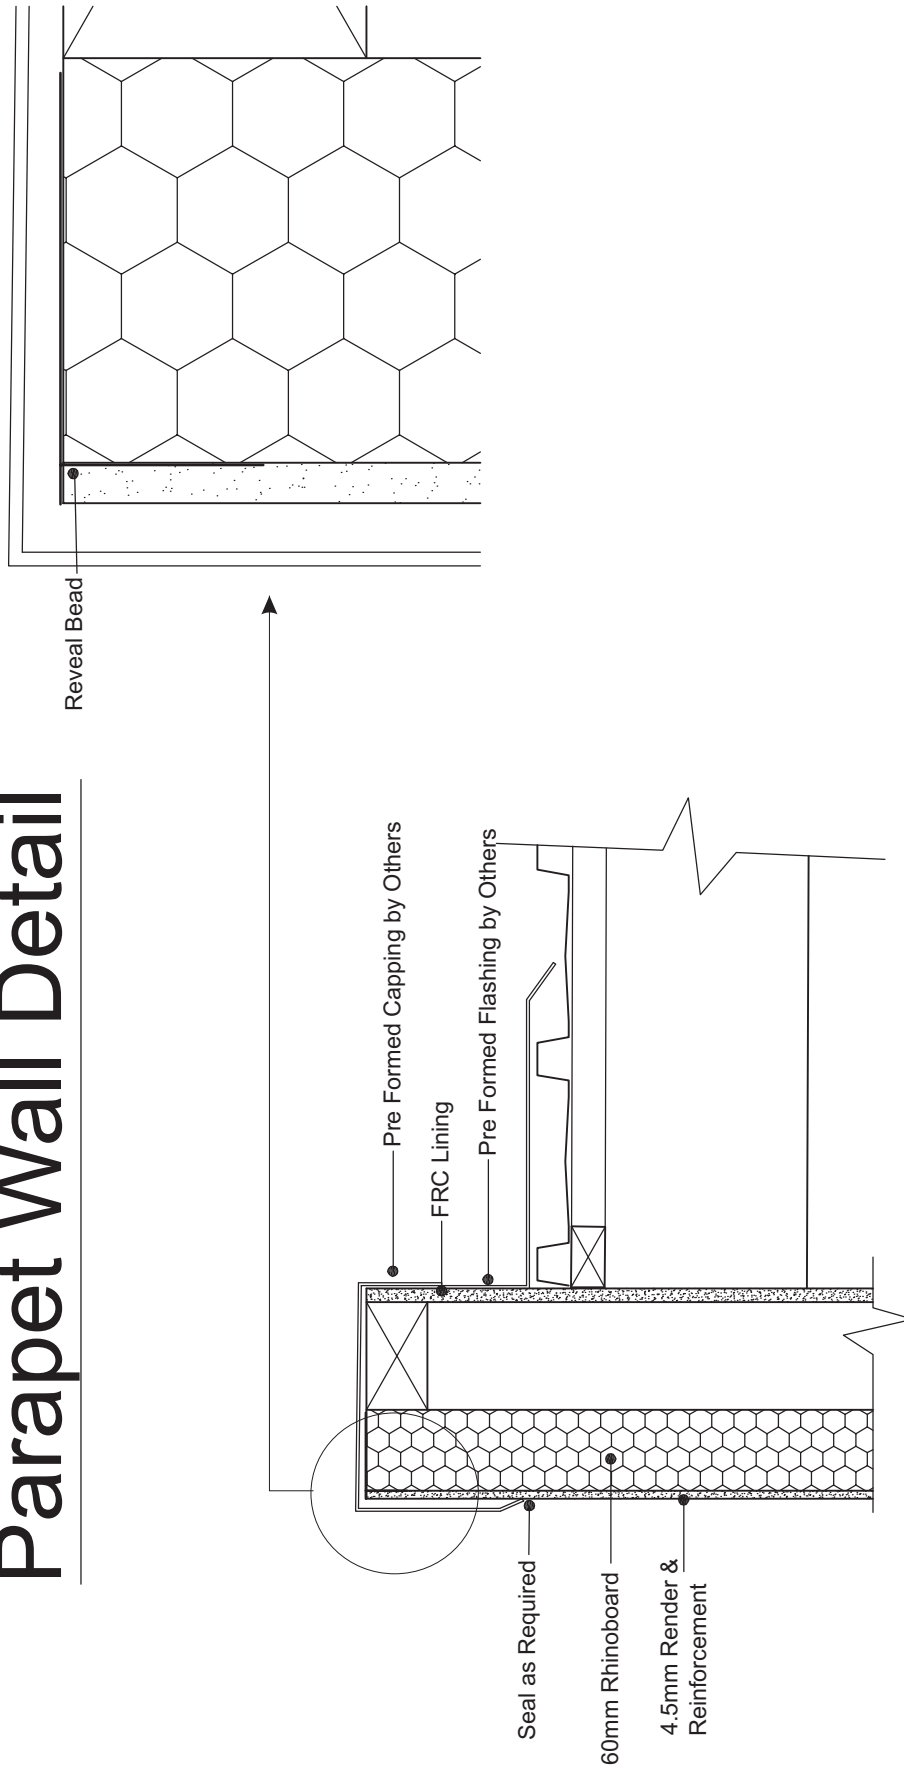 Parapet Wall Detail
Reveal Bead
Pre Formed Capping by Others
FRC Lining
Pre Formed Flashing by Others
Seal as Required
60mm Rhinoboard
4.5mm Render &
Reinforcement